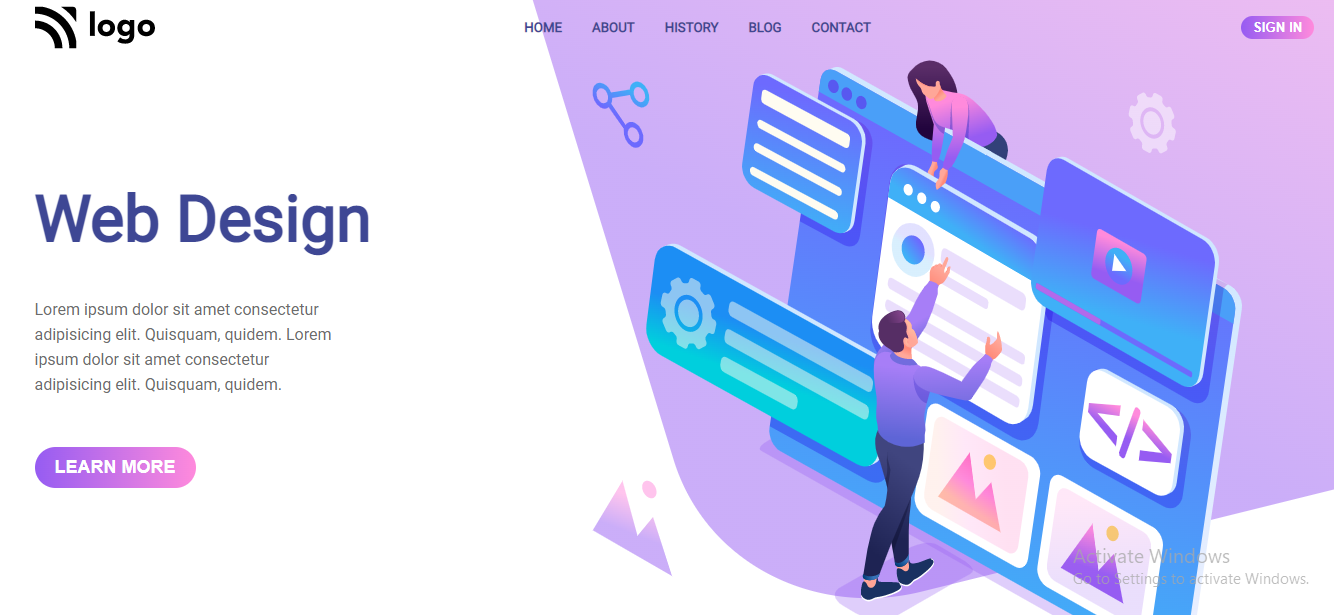 logo
HOME ABOUT HISTORY BLOG CONTACT
SIGN IN
Web Design
Lorem ipsum dolor sit amet consectetur
adipisicing elit. Quisquam, quidem. Lorem
ipsum dolor sit amet consectetur
adipisicing elit. Quisquam, quidem.
LEARN MORE
</>
Activate Windows
Go to Settings to activate Windows.